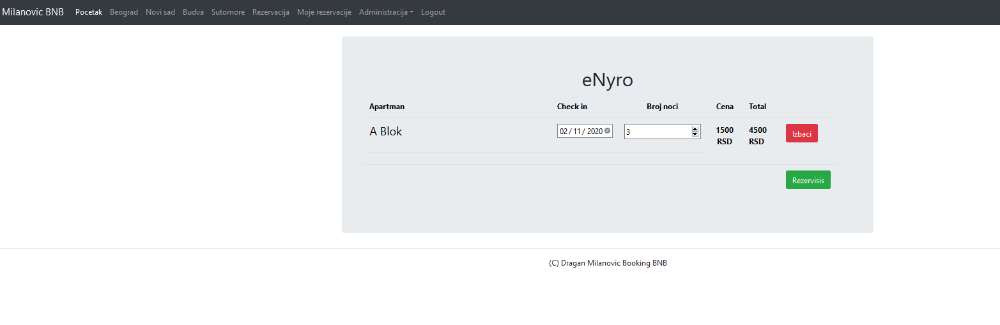 Milanovic BNB Pocetak Beograd Novi sad Budva Sutomore Rezervacija Moje rezervacije Administracija Logout
eNyro
Apartman Check in Broj noci Cena Total
A Blok 02 / 11 / 2020 3 1500 4500 Izbaci
RSD RSD
Rezervisis
(C) Dragan Milanovic Booking BNB